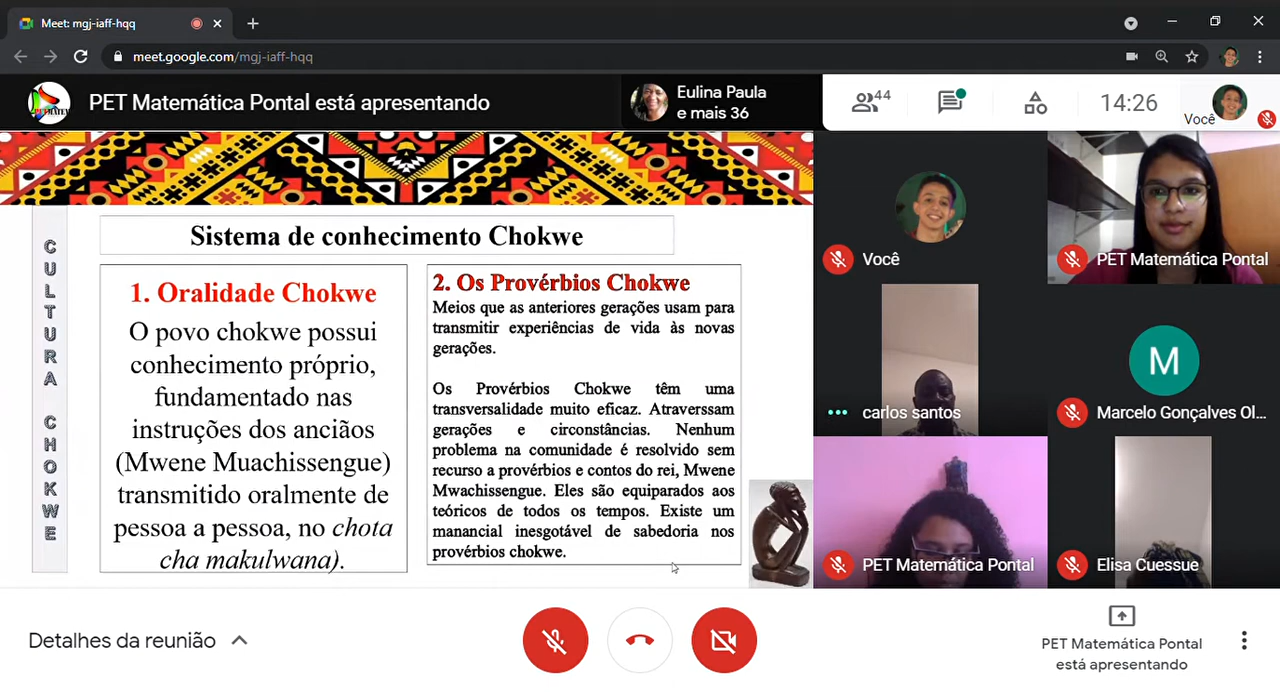 Meet: mgj-iaff-hqq
meet.google.com/mgj-iaff-hqq
PET Matemática Pontal está apresentando
Eulina Paula
e mais 36
44
14:26
Você
CULTURA CHOKWE
Sistema de conhecimento Chokwe
1. Oralidade Chokwe
O povo chokwe possui
conhecimento próprio,
fundamentado nas
instruções dos anciãos
(Mwene Muachissengue)
transmitido oralmente de
pessoa a pessoa, no chota
cha makulwana).
2. Os Provérbios Chokwe
Meios que as anteriores gerações usam para
transmitir experiências de vida às novas
gerações.
Os Provérbios Chokwe têm uma
transversalidade muito eficaz. Atraverssam
gerações e circonstâncias. Nenhum
problema na comunidade é resolvido sem
recurso a provérbios e contos do rei, Mwene
Mwachissengue. Eles são equiparados aos
teóricos de todos os tempos. Existe um
manancial inesgotável de sabedoria nos
provérbios chokwe.
Você
PET Matemática Pontal
carlos santos
M
Marcelo Gonçalves Ol...
PET Matemática Pontal
Elisa Cuessue
Detalhes da reunião
PET Matemática Pontal
está apresentando